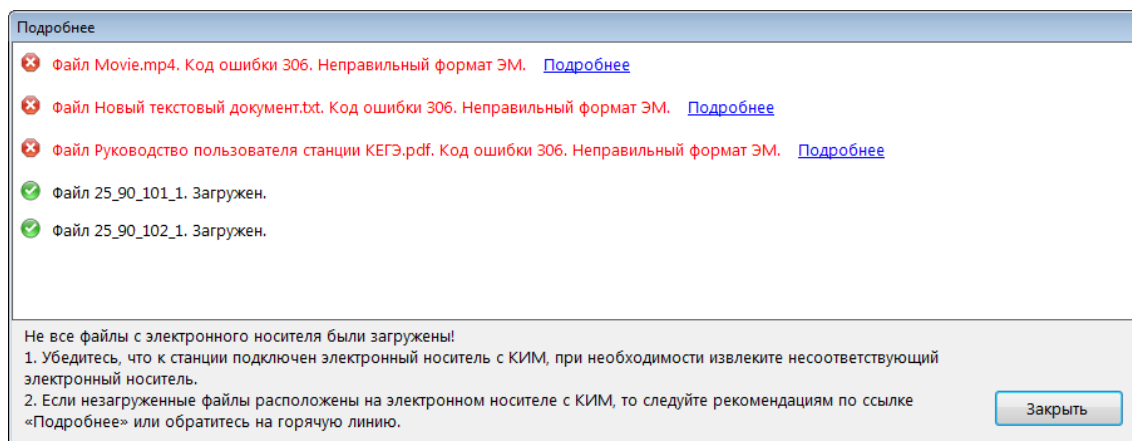 Подробнее
Файл Movie.mp4. Код ошибки 306. Неправильный формат ЭМ. Подробнее
Файл Новый текстовый документ.txt. Код ошибки 306. Неправильный формат ЭМ. Подробнее
Файл Руководство пользователя станции КЕГЭ.pdf. Код ошибки 306. Неправильный формат ЭМ. Подробнее
Файл 25_90_101_1. Загружен.
Файл 25_90_102_1. Загружен.
Не все файлы с электронного носителя были загружены!
1. Убедитесь, что к станции подключен электронный носитель с КИМ, при необходимости извлеките несоответствующий
электронный носитель.
2. Если незагруженные файлы расположены на электронном носителе с КИМ, то следуйте рекомендациям по ссылке
«Подробнее» или обратитесь на горячую линию.
Закрыть